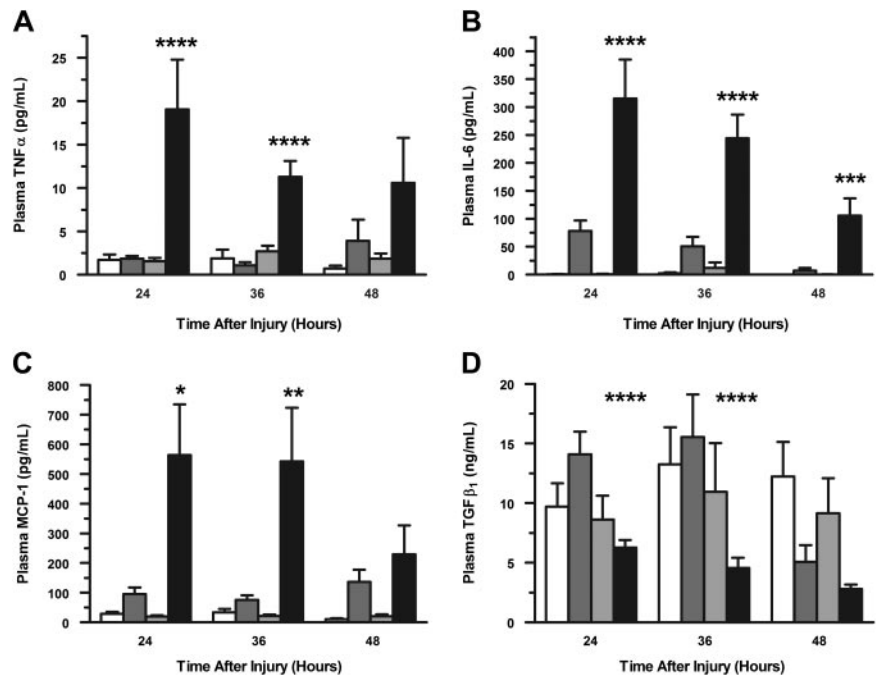 A
****
25
20
15
10
5
0
Plasma TNFα (pg/mL)
****
24 36 48
Time After Injury (Hours)
B
****
400
350
300
250
200
150
100
50
0
Plasma IL-6 (pg/mL)
****
***
24 36 48
Time After Injury (Hours)
C
800
700
600
500
400
300
200
100
0
Plasma MCP-1 (pg/mL)
*
**
24 36 48
Time After Injury (Hours)
D
20
15
10
5
0
Plasma TGFβ1 (ng/mL)
****
****
24 36 48
Time After Injury (Hours)